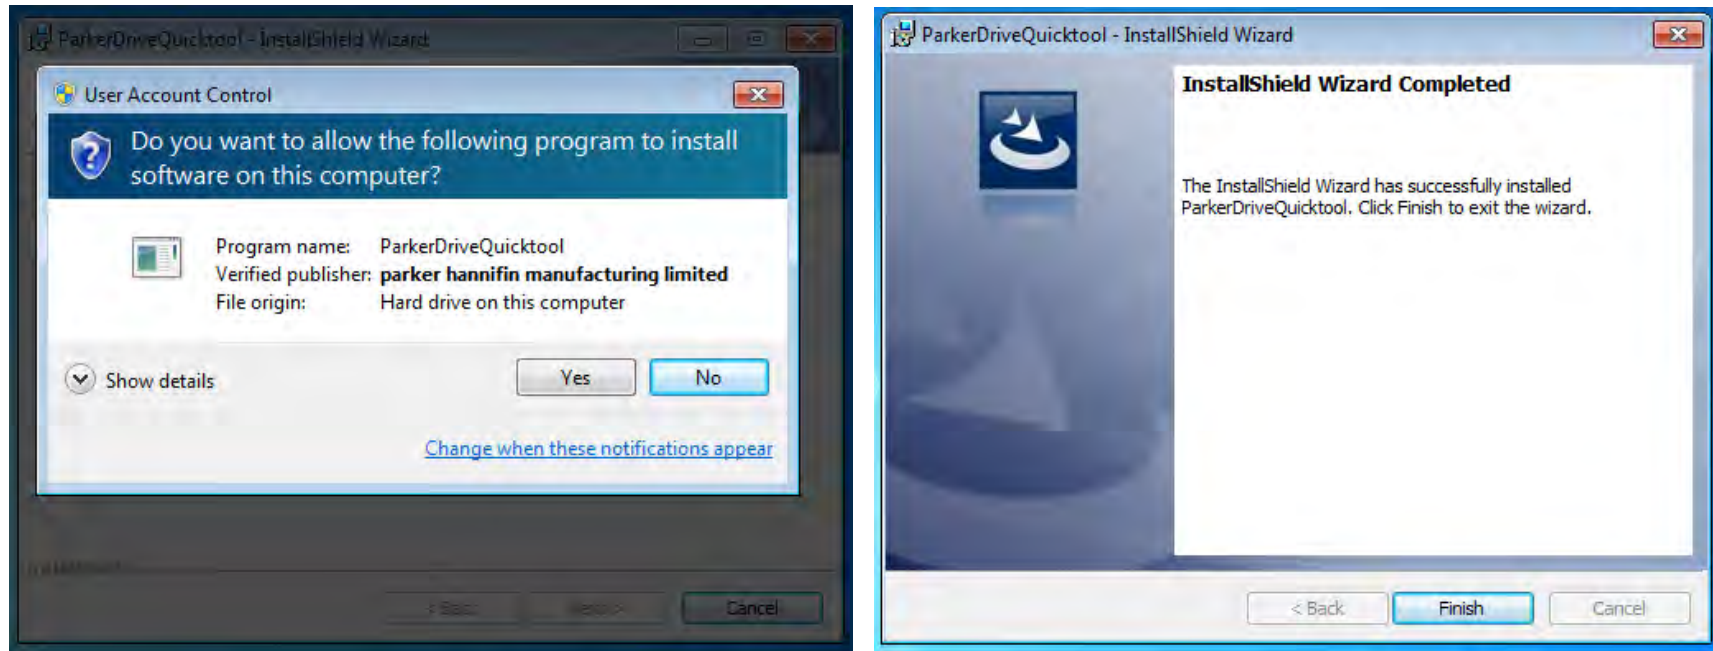 ParkerDriveQuicktool - InstallShield Wizard
User Account Control
Do you want to allow the following program to install
software on this computer?
Program name: ParkerDriveQuicktool
Verified publisher: parker hannifin manufacturing limited
File origin: Hard drive on this computer
Show details
Yes
No
Change when these notifications appear
< Back
Next >
Cancel
ParkerDriveQuicktool - InstallShield Wizard
InstallShield Wizard Completed
The InstallShield Wizard has successfully installed
ParkerDriveQuicktool. Click Finish to exit the wizard.
< Back
Finish
Cancel